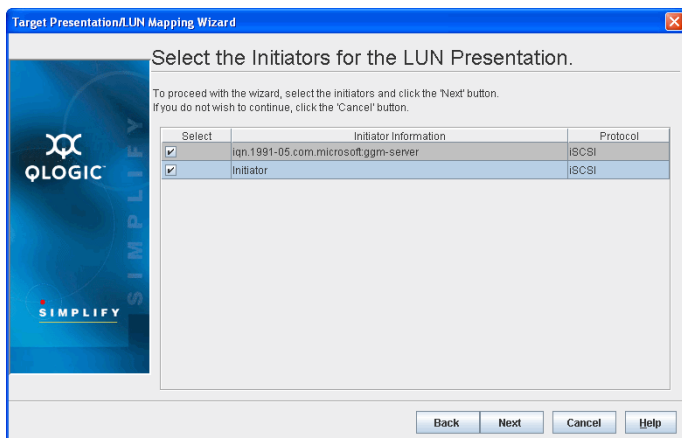 Target Presentation/LUN Mapping Wizard
Select the Initiators for the LUN Presentation.
To proceed with the wizard, select the initiators and click the 'Next' button.
If you do not wish to continue, click the 'Cancel' button.
Select Initiator Information Protocol
iqn.1991-05.com.microsoft:ggm-server iSCSI
Initiator iSCSI
QLOGIC
SIMPLIFY
SIMPLIFY
Back Next Cancel Help